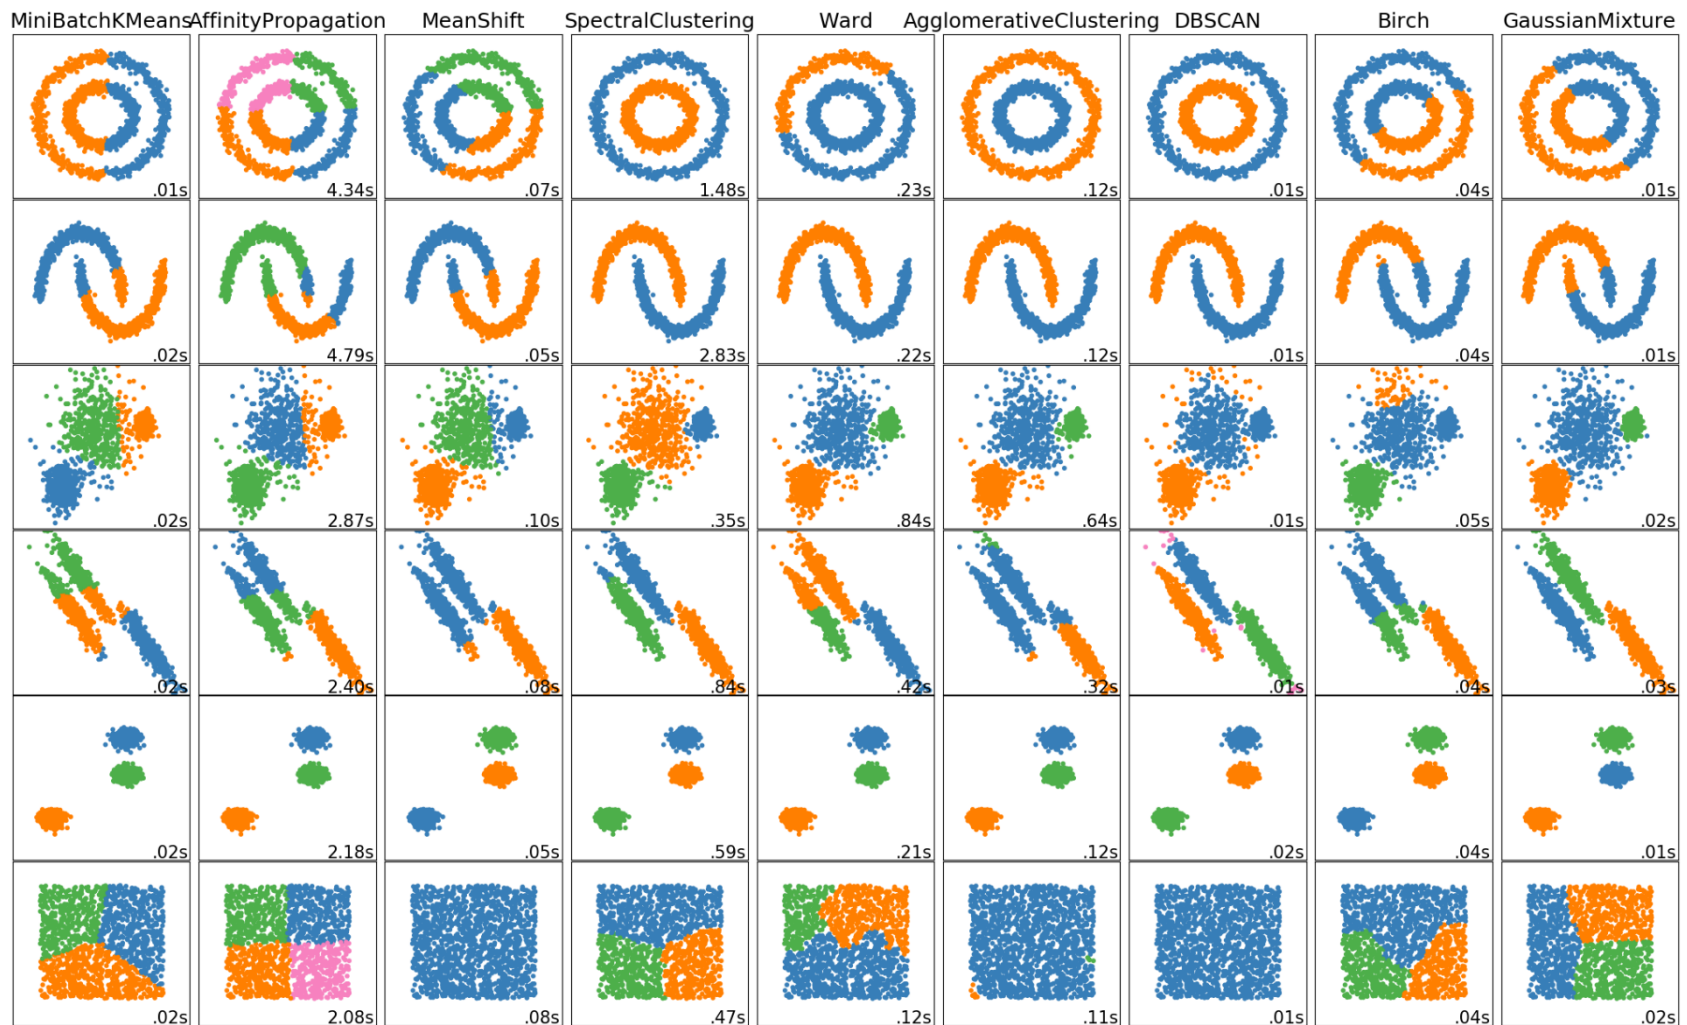 MiniBatchKMeans AffinityPropagation MeanShift SpectralClustering Ward AgglomerativeClustering DBSCAN Birch GaussianMixture
.01s 4.34s .07s 1.48s .23s .12s .01s .04s .01s
.02s 4.79s .05s 2.83s .22s .12s .01s .04s .01s
.02s 2.87s .10s .35s .84s .64s .01s .05s .02s
.02s 2.40s .08s .84s .42s .32s .01s .04s .03s
.02s 2.18s .05s .59s .21s .12s .02s .04s .01s
.02s 2.08s .08s .47s .12s .11s .01s .04s .02s